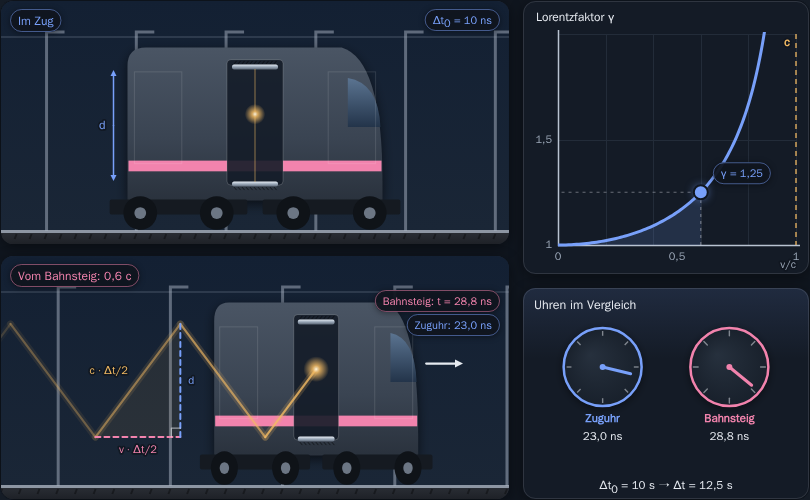 Im Zug
Δt₀ = 10 ns
d
Vom Bahnsteig: 0,6 c
Bahnsteig: t = 28,8 ns
Zuguhr: 23,0 ns
c · Δt/2
d
v · Δt/2
Lorentzfaktor γ
c
1,5
γ = 1,25
1
0
0,5
1
v/c
Uhren im Vergleich
Zuguhr
23,0 ns
Bahnsteig
28,8 ns
Δt₀ = 10 s → Δt = 12,5 s